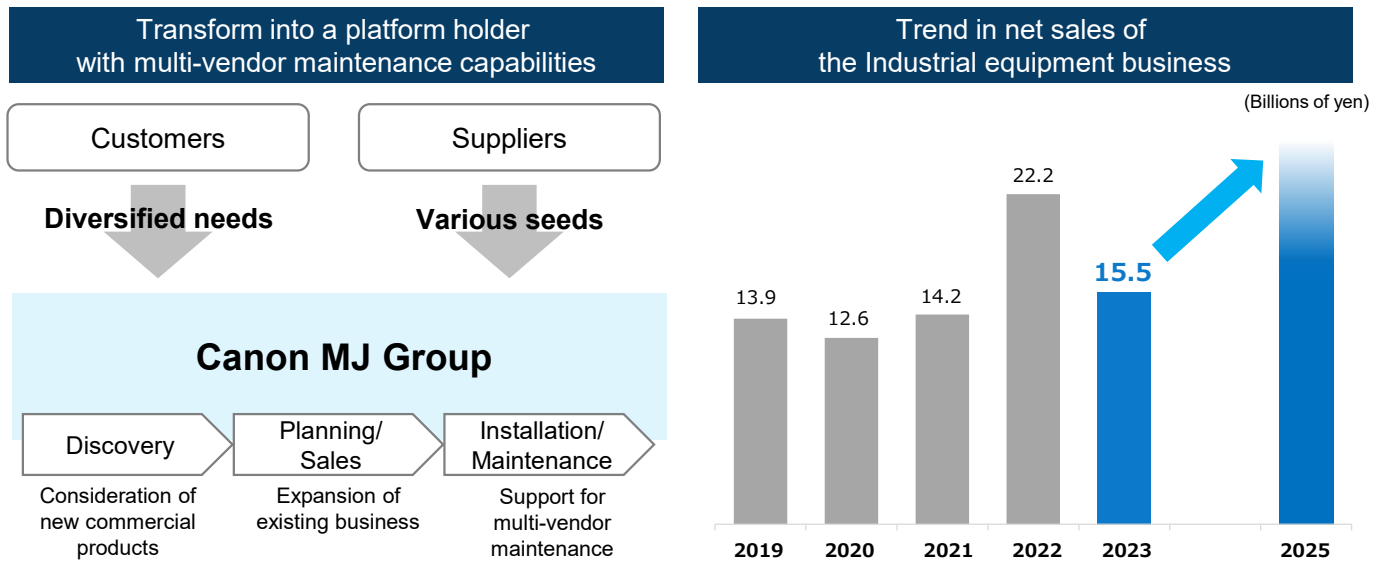 Transform into a platform holder
with multi-vendor maintenance capabilities
Customers
Suppliers
Diversified needs
Various seeds
Canon MJ Group
Discovery
Planning/
Sales
Installation/
Maintenance
Consideration of
new commercial
products
Expansion of
existing business
Support for
multi-vendor
maintenance
Trend in net sales of
the Industrial equipment business
(Billions of yen)
13.9
12.6
14.2
22.2
15.5
2019
2020
2021
2022
2023
2025